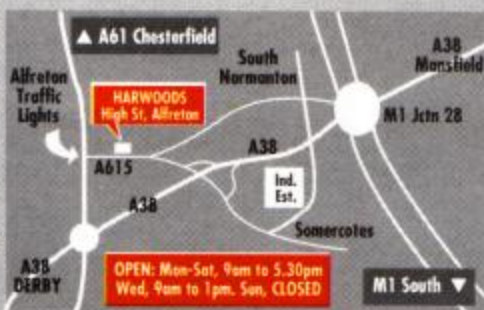 ▲ A61 Chesterfield
Alfreton
Traffic
Lights
HARWOODS
High St, Alfreton
South
Normanton
A38
Mansfield
M1 Jctn 28
A615
A38
A38
Ind.
Est.
Somercotes
A38
DERBY
OPEN: Mon-Sat, 9am to 5.30pm
Wed, 9am to 1pm. Sun, CLOSED
M1 South ▼